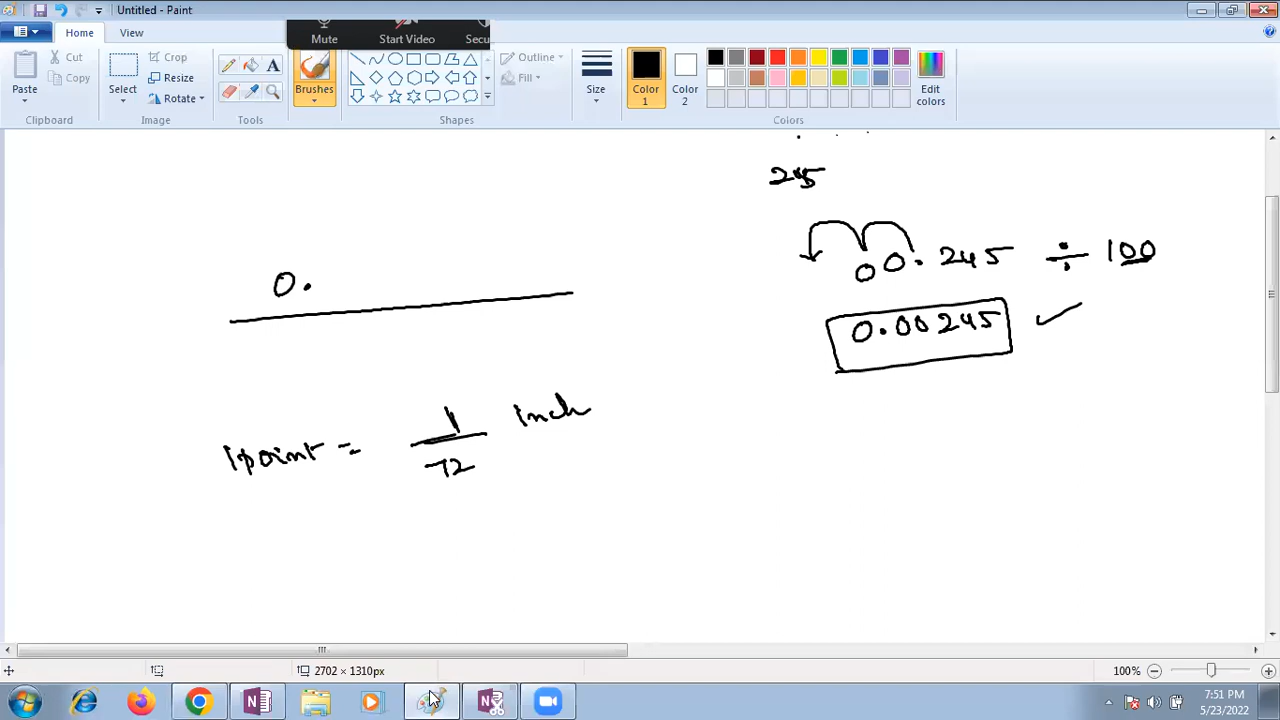 Untitled - Paint
Home
View
Mute
Start Video
Secu
Paste
Cut
Copy
Clipboard
Select
Crop
Resize
Rotate
Image
Tools
Brushes
Shapes
Outline
Fill
Size
Color 1
Color 2
Edit colors
Colors
245
00.245 ÷ 100
0.
0.00245
1point = 1/72 inch
2702 × 1310px
100%
7:51 PM
5/23/2022